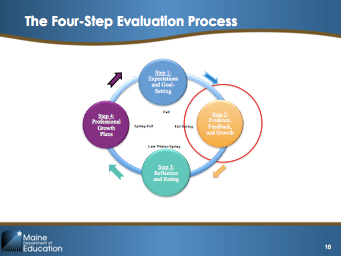 The Four-Step Evaluation Process
Step 1:
Expectations
and Goal-
Setting
Fall
Step 2:
Evidence,
Feedback,
and Growth
Fall-Spring
Step 3:
Reflection
and Rating
Late Winter-Spring
Step 4:
Professional
Growth
Plans
Spring-Fall
Maine
Department of
Education
18